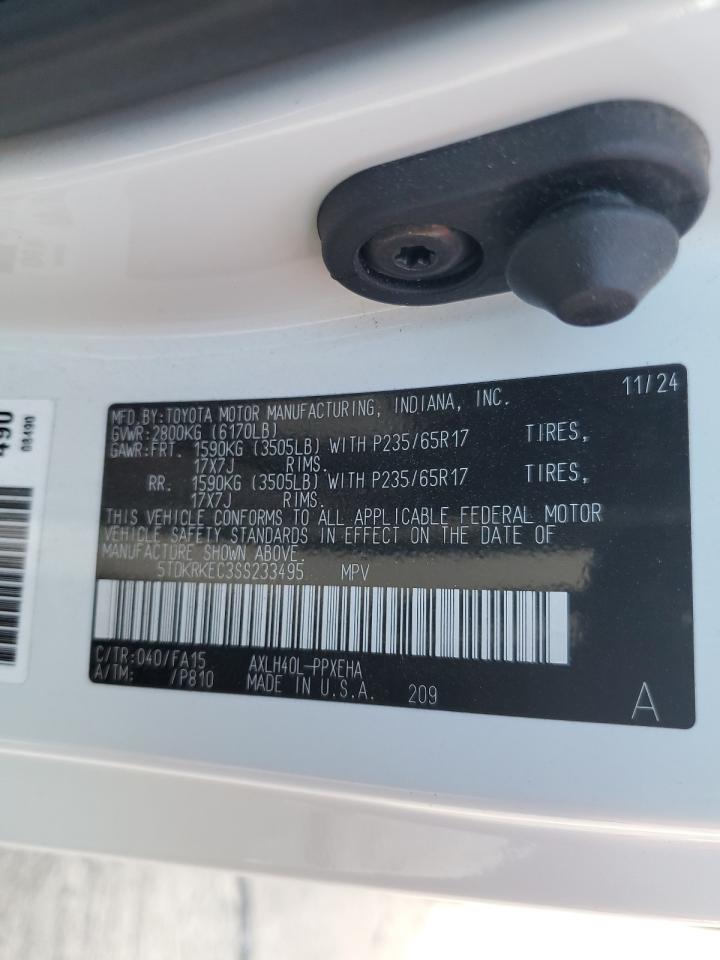 490
08490
11/24
MFD.BY:TOYOTA MOTOR MANUFACTURING, INDIANA, INC.
GVWR:2800KG (6170LB)
GAWR:FRT. 1590KG (3505LB) WITH P235/65R17 TIRES,
17X7J RIMS.
RR. 1590KG (3505LB) WITH P235/65R17 TIRES,
17X7J RIMS.
THIS VEHICLE CONFORMS TO ALL APPLICABLE FEDERAL MOTOR
VEHICLE SAFETY STANDARDS IN EFFECT ON THE DATE OF
MANUFACTURE SHOWN ABOVE.
5TDKRKEC3SS233495 MPV
C/TR:040/FA15 AXLH40L-PPXEHA
A/TM: /P810 MADE IN U.S.A. 209
A